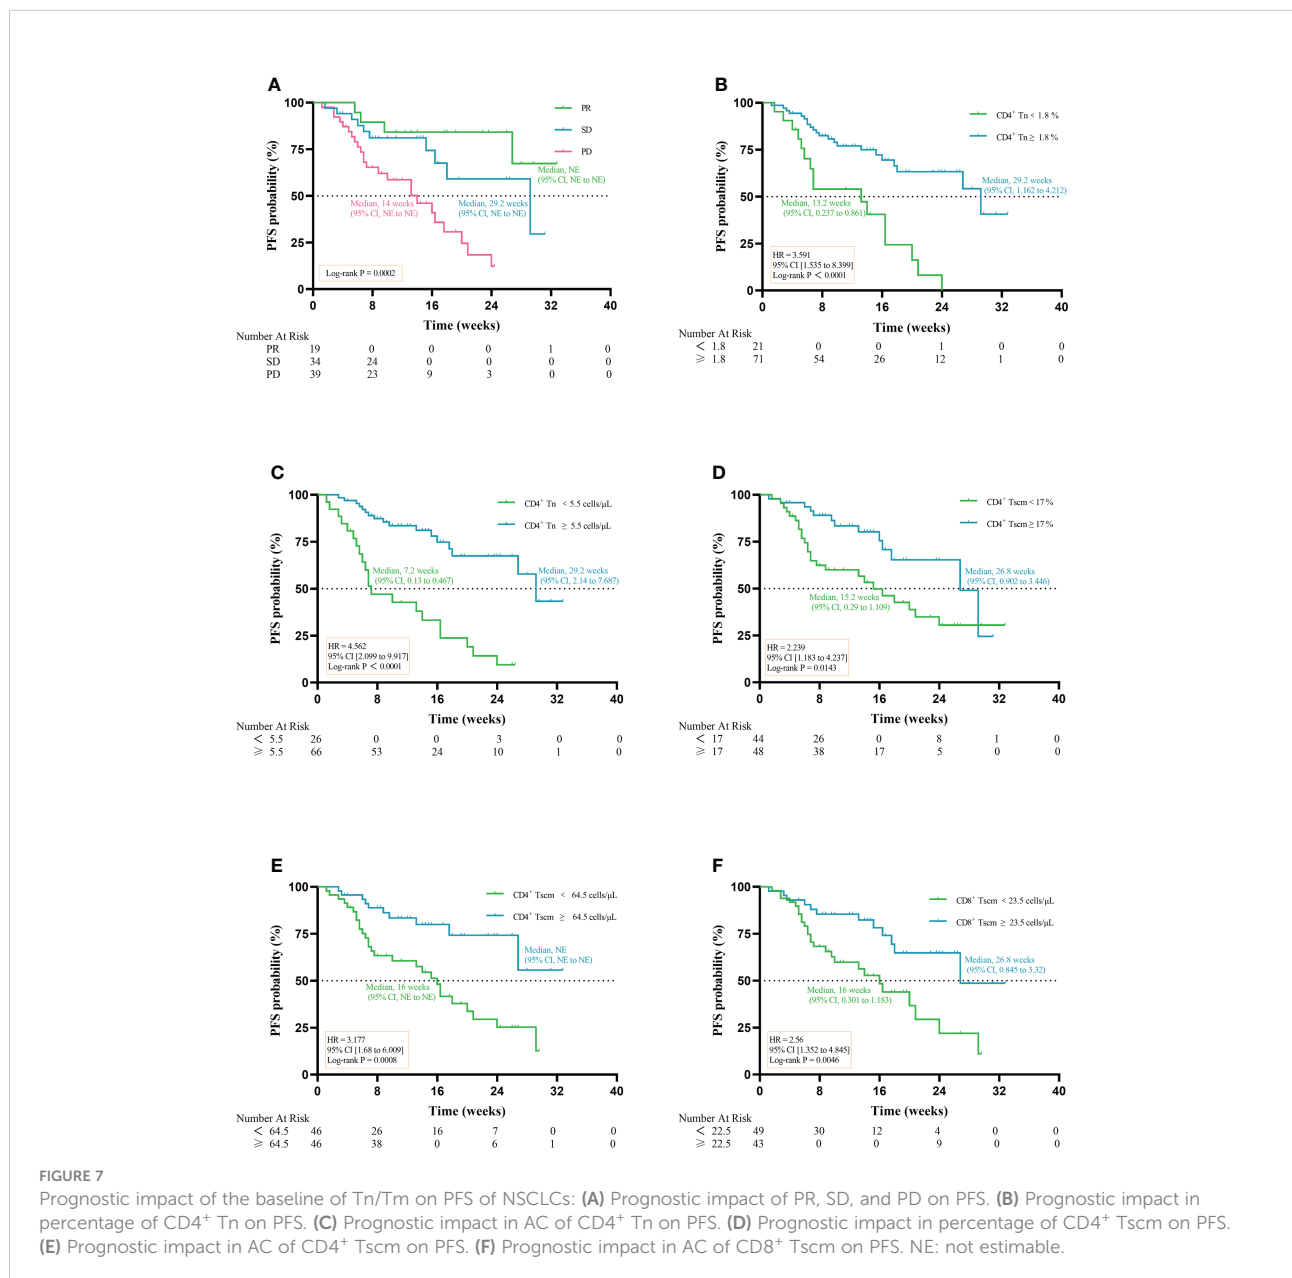 A
100
75
50
25
0
PFS probability (%)
PR
SD
PD
Median, NE
(95% CI, NE to NE)
Median, 14 weeks
(95% CI, NE to NE)
Median, 29.2 weeks
(95% CI, NE to NE)
Log-rank P = 0.0002
0 8 16 24 32 40
Time (weeks)
Number At Risk
PR 19 0 0 0 1 0
SD 34 24 0 0 0 0
PD 39 23 9 3 0 0
B
100
75
50
25
0
PFS probability (%)
CD4+ Tn < 1.8 %
CD4+ Tn ≥ 1.8 %
Median, 29.2 weeks
(95% CI, 1.162 to 4.212)
Median, 13.2 weeks
(95% CI, 0.237 to 0.861)
HR = 3.591
95% CI [1.535 to 8.399]
Log-rank P < 0.0001
0 8 16 24 32 40
Time (weeks)
Number At Risk
< 1.8 21 0 0 1 0 0
≥ 1.8 71 54 26 12 1 0
C
100
75
50
25
0
PFS probability (%)
CD4+ Tn < 5.5 cells/μL
CD4+ Tn ≥ 5.5 cells/μL
Median, 7.2 weeks
(95% CI, 0.13 to 0.467)
Median, 29.2 weeks
(95% CI, 2.14 to 7.687)
HR = 4.562
95% CI [2.099 to 9.917]
Log-rank P < 0.0001
0 8 16 24 32 40
Time (weeks)
Number At Risk
< 5.5 26 0 0 3 0 0
≥ 5.5 66 53 24 10 1 0
D
100
75
50
25
0
PFS probability (%)
CD4+ Tscm < 17 %
CD4+ Tscm ≥ 17 %
Median, 26.8 weeks
(95% CI, 0.902 to 3.446)
Median, 15.2 weeks
(95% CI, 0.29 to 1.109)
HR = 2.239
95% CI [1.183 to 4.237]
Log-rank P = 0.0143
0 8 16 24 32 40
Time (weeks)
Number At Risk
< 17 44 26 0 8 1 0
≥ 17 48 38 17 5 0 0
E
100
75
50
25
0
PFS probability (%)
CD4+ Tscm < 64.5 cells/μL
CD4+ Tscm ≥ 64.5 cells/μL
Median, NE
(95% CI, NE to NE)
Median, 16 weeks
(95% CI, NE to NE)
HR = 3.177
95% CI [1.68 to 6.009]
Log-rank P = 0.0008
0 8 16 24 32 40
Time (weeks)
Number At Risk
< 64.5 46 26 16 7 0 0
≥ 64.5 46 38 0 6 1 0
F
100
75
50
25
0
PFS probability (%)
CD8+ Tscm < 23.5 cells/μL
CD8+ Tscm ≥ 23.5 cells/μL
Median, 26.8 weeks
(95% CI, 0.845 to 3.32)
Median, 16 weeks
(95% CI, 0.301 to 1.183)
HR = 2.56
95% CI [1.352 to 4.845]
Log-rank P = 0.0046
0 8 16 24 32 40
Time (weeks)
Number At Risk
< 22.5 49 30 12 4 0 0
≥ 22.5 43 0 0 9 0 0
FIGURE 7
Prognostic impact of the baseline of Tn/Tm on PFS of NSCLCs: (A) Prognostic impact of PR, SD, and PD on PFS. (B) Prognostic impact in
percentage of CD4+ Tn on PFS. (C) Prognostic impact in AC of CD4+ Tn on PFS. (D) Prognostic impact in percentage of CD4+ Tscm on PFS.
(E) Prognostic impact in AC of CD4+ Tscm on PFS. (F) Prognostic impact in AC of CD8+ Tscm on PFS. NE: not estimable.